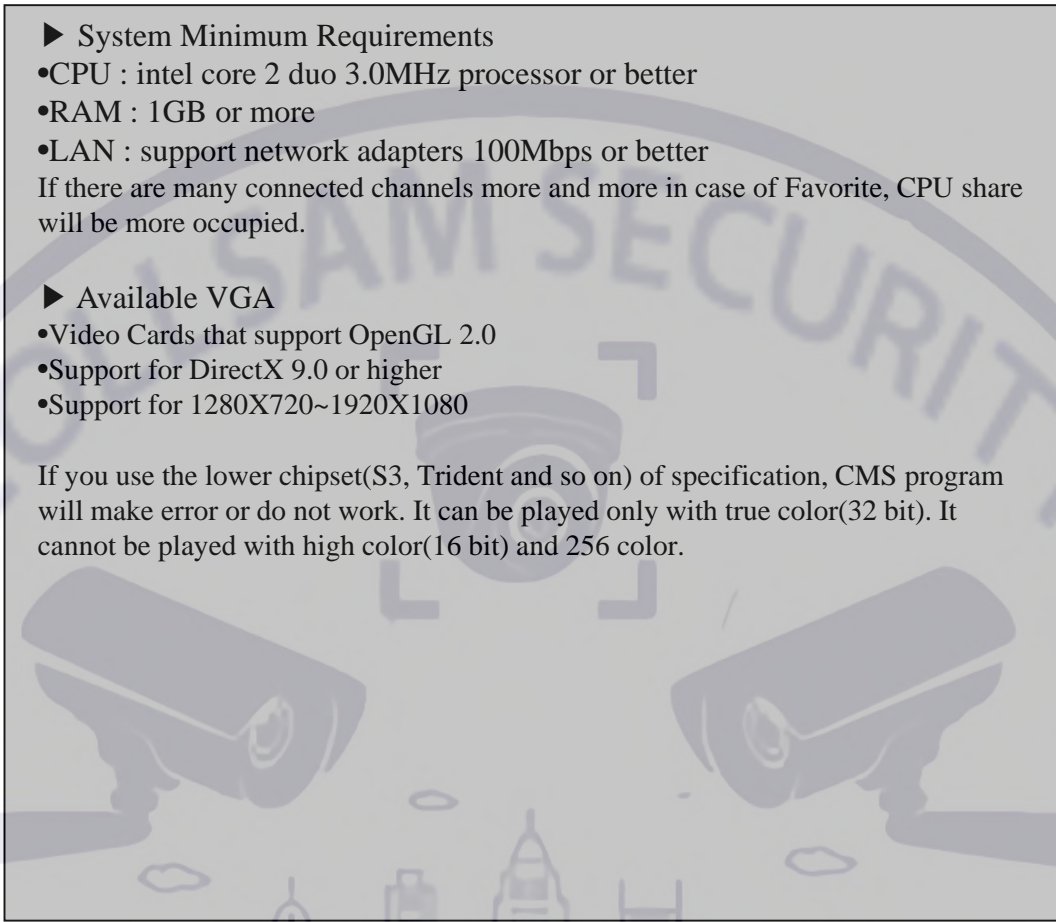 ▶ System Minimum Requirements
•CPU : intel core 2 duo 3.0MHz processor or better
•RAM : 1GB or more
•LAN : support network adapters 100Mbps or better
If there are many connected channels more and more in case of Favorite, CPU share
will be more occupied.
▶ Available VGA
•Video Cards that support OpenGL 2.0
•Support for DirectX 9.0 or higher
•Support for 1280X720~1920X1080
If you use the lower chipset(S3, Trident and so on) of specification, CMS program
will make error or do not work. It can be played only with true color(32 bit). It
cannot be played with high color(16 bit) and 256 color.